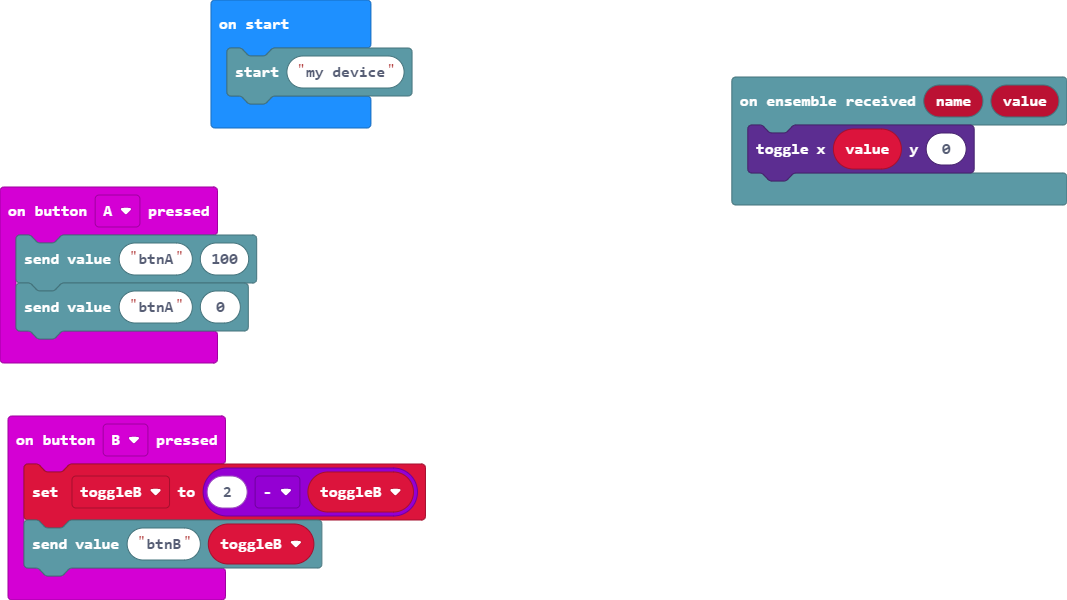 on start
start "my device"
on ensemble received name value
toggle x value y 0
on button A pressed
send value "btnA" 100
send value "btnA" 0
on button B pressed
set toggleB to 2 - toggleB
send value "btnB" toggleB